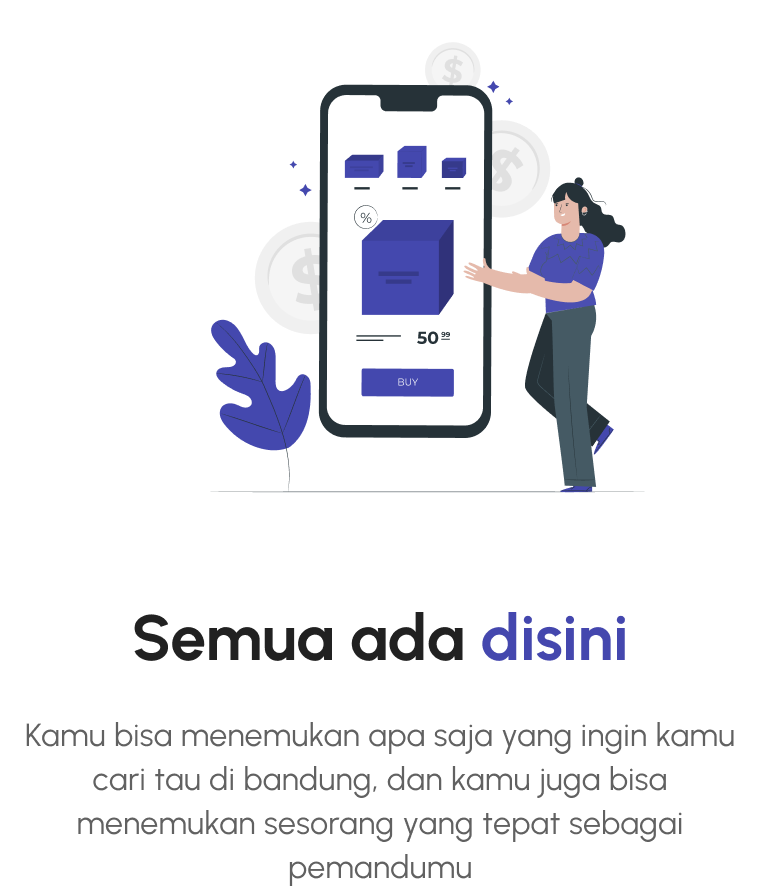 $
$
$
%
50 99
BUY
Semua ada disini
Kamu bisa menemukan apa saja yang ingin kamu
cari tau di bandung, dan kamu juga bisa
menemukan sesorang yang tepat sebagai
pemandumu